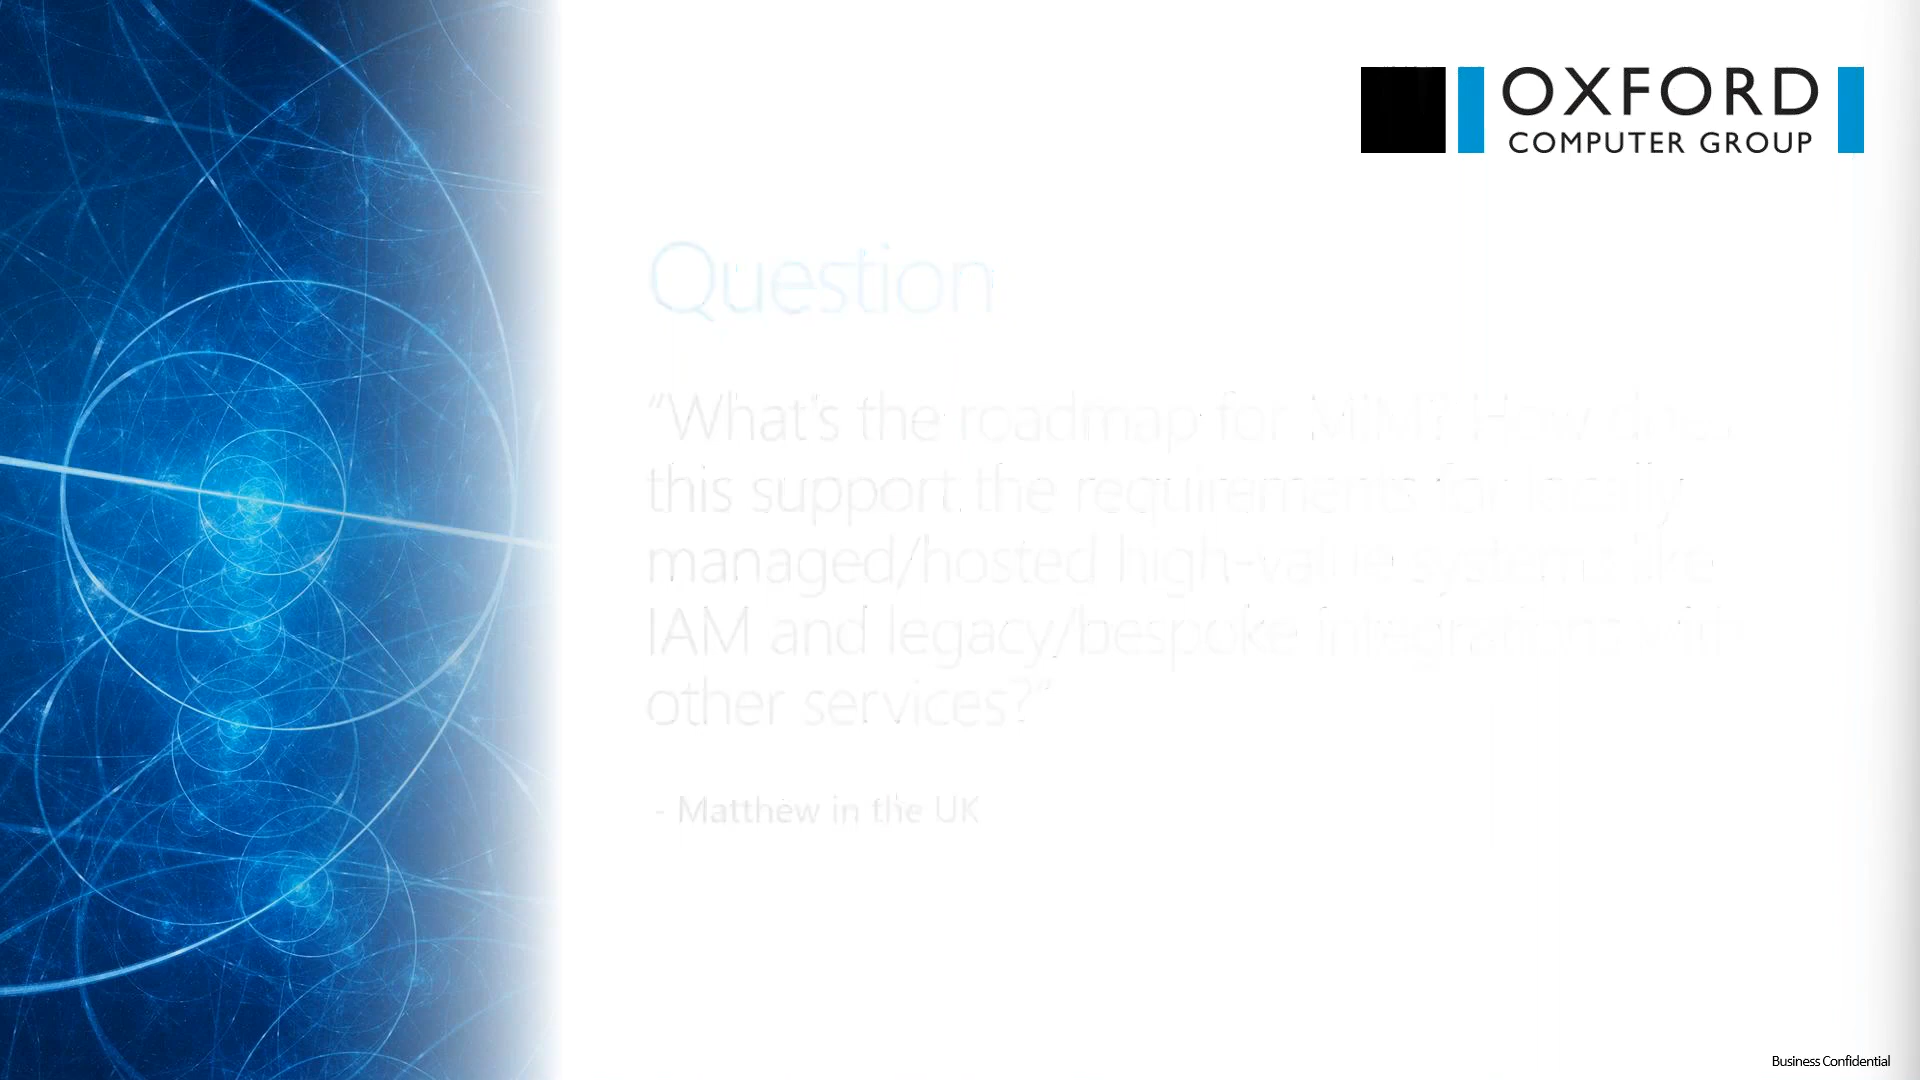 OXFORD
COMPUTER GROUP
Question
“What's the roadmap for MIM? How does
this support the requirements for locally
managed/hosted high-value systems like
IAM and legacy/bespoke integrations with
other services?”
- Matthew in the UK
Business Confidential